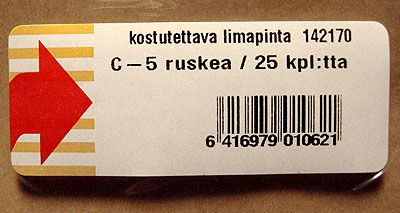 kostutettava limapinta 142170
C–5 ruskea / 25 kpl:tta
6 416979 010621